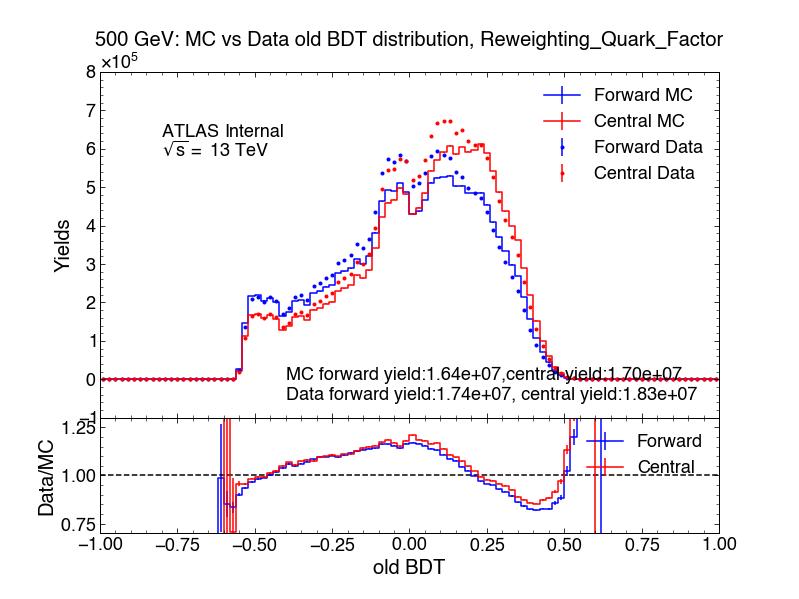 500 GeV: MC vs Data old BDT distribution, Reweighting_Quark_Factor
×10⁵
8
7
6
5
4
3
2
1
0
−1
Yields
ATLAS Internal
√s = 13 TeV
Forward MC
Central MC
Forward Data
Central Data
MC forward yield:1.64e+07,central yield:1.70e+07
Data forward yield:1.74e+07, central yield:1.83e+07
1.25
1.00
0.75
Data/MC
Forward
Central
−1.00 −0.75 −0.50 −0.25 0.00 0.25 0.50 0.75 1.00
old BDT